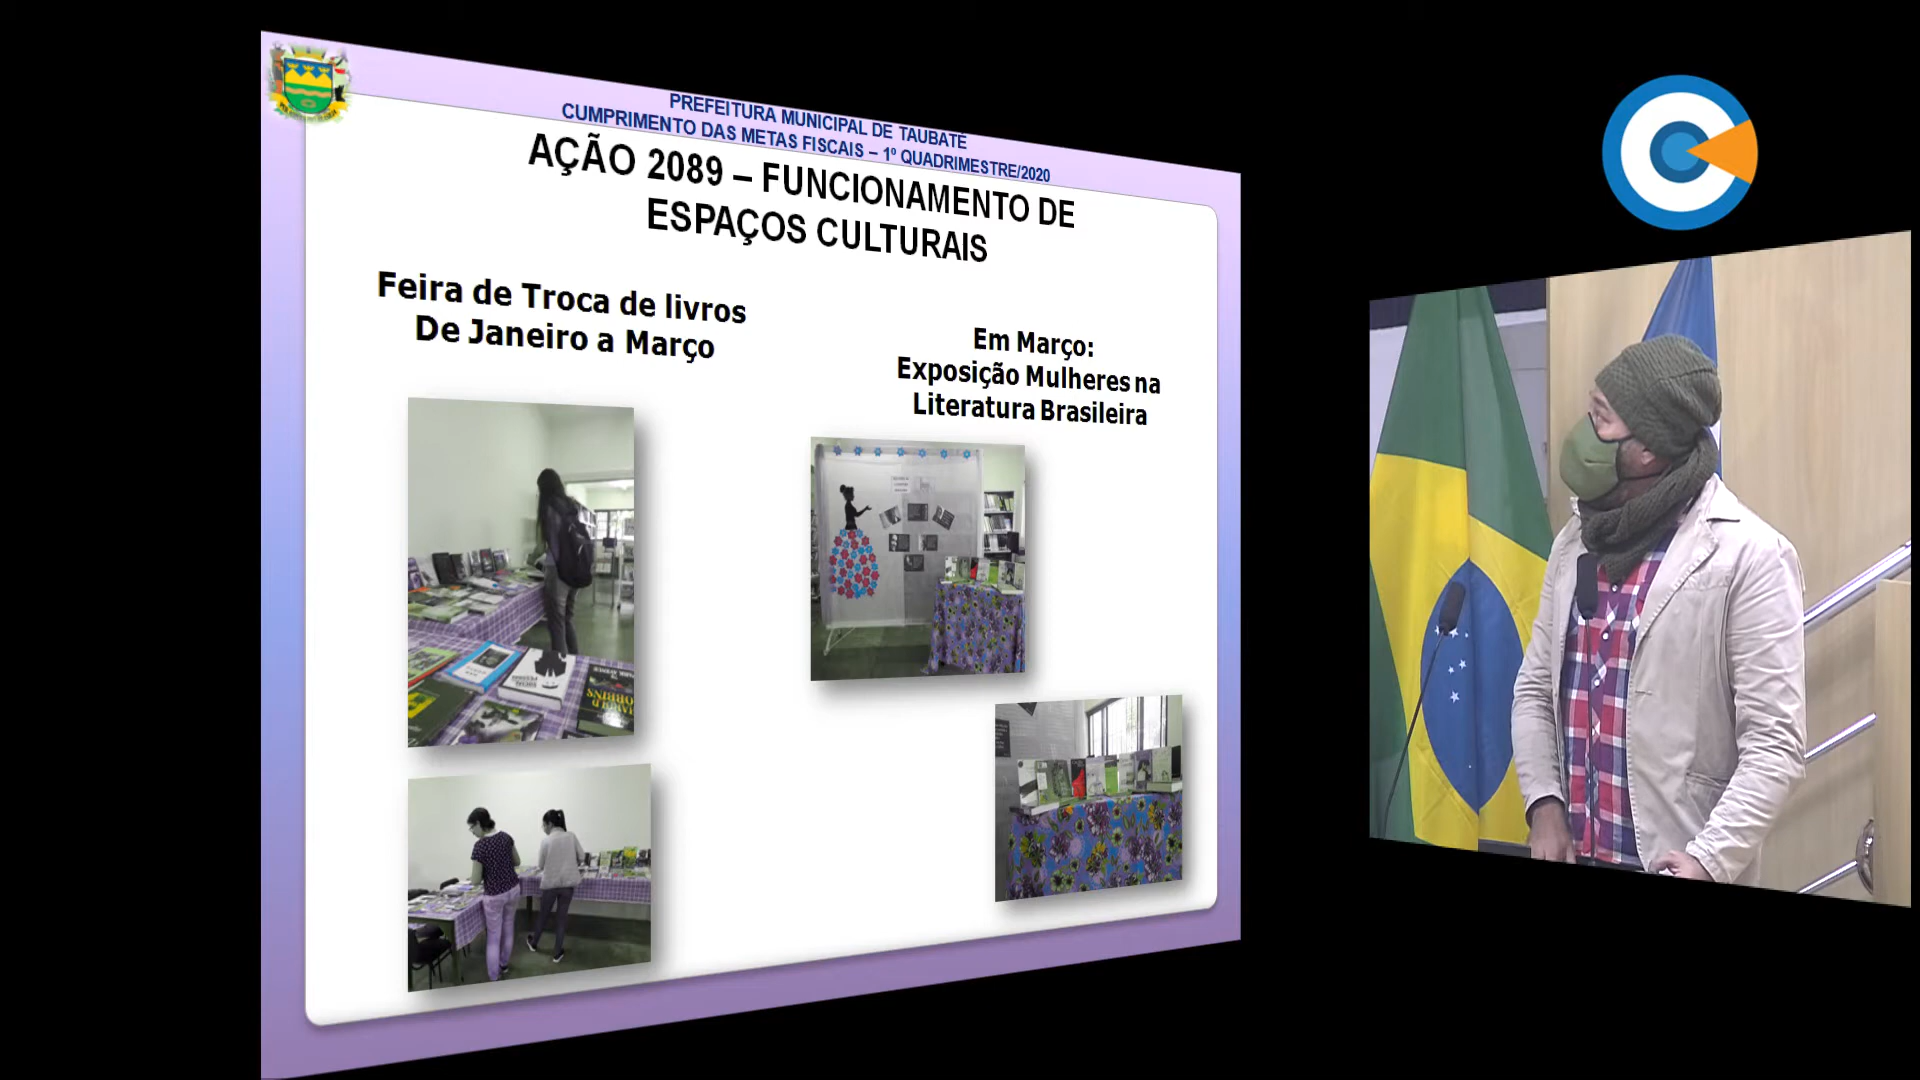 PREFEITURA MUNICIPAL DE TAUBATÉ
CUMPRIMENTO DAS METAS FISCAIS – 1º QUADRIMESTRE/2020
AÇÃO 2089 – FUNCIONAMENTO DE
ESPAÇOS CULTURAIS
Feira de Troca de livros
De Janeiro a Março
Em março:
Exposição Mulheres na
Literatura Brasileira